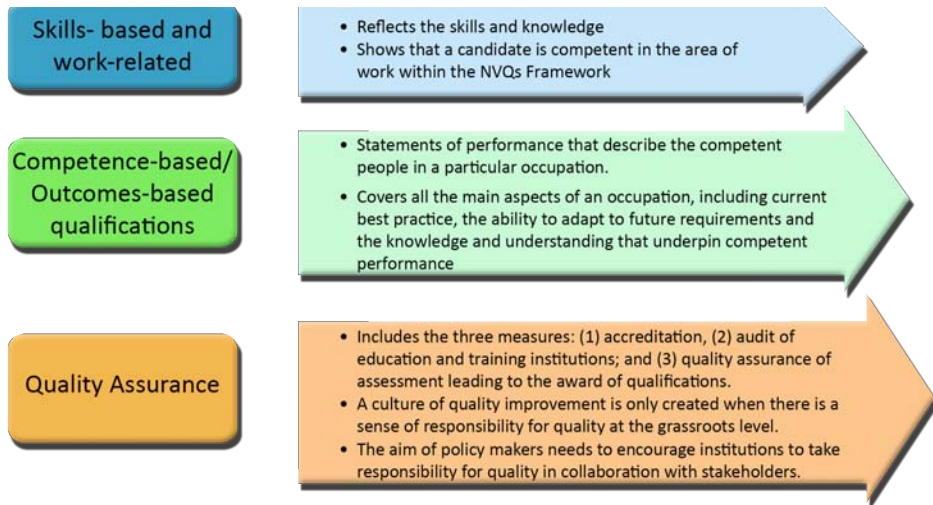 Skills- based and
work-related
• Reflects the skills and knowledge
• Shows that a candidate is competent in the area of
work within the NVQs Framework
Competence-based/
Outcomes-based
qualifications
• Statements of performance that describe the competent
people in a particular occupation.
• Covers all the main aspects of an occupation, including current
best practice, the ability to adapt to future requirements and
the knowledge and understanding that underpin competent
performance
Quality Assurance
• Includes the three measures: (1) accreditation, (2) audit of
education and training institutions; and (3) quality assurance of
assessment leading to the award of qualifications.
• A culture of quality improvement is only created when there is a
sense of responsibility for quality at the grassroots level.
• The aim of policy makers needs to encourage institutions to take
responsibility for quality in collaboration with stakeholders.